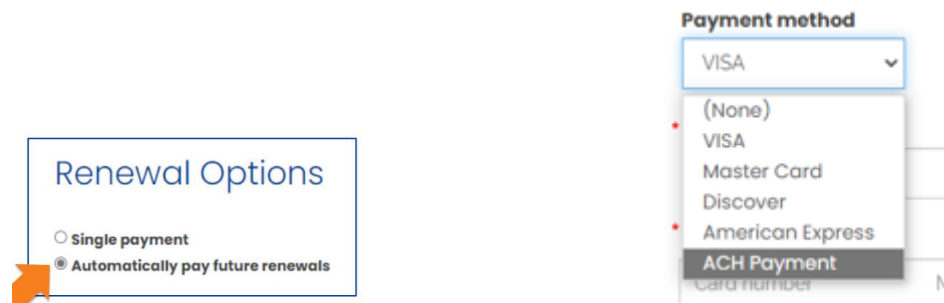 Payment method
VISA
(None)
VISA
Master Card
Discover
American Express
ACH Payment
Card number
Renewal Options
Single payment
Automatically pay future renewals